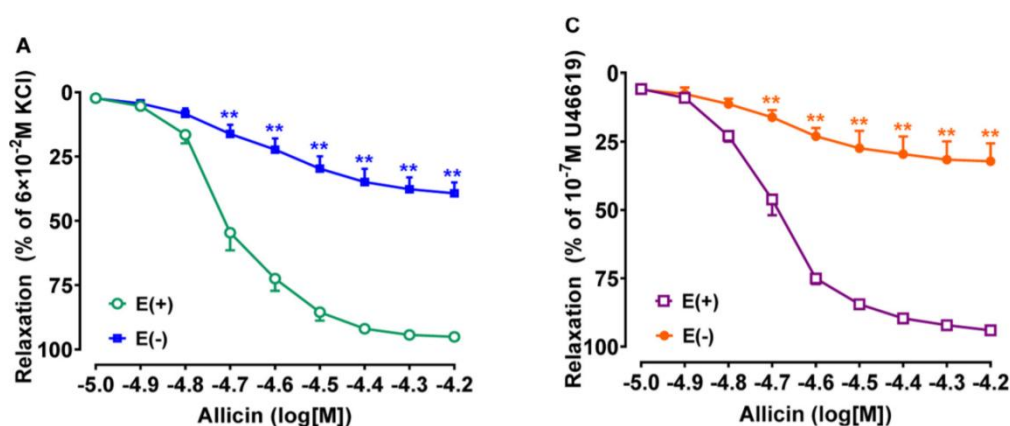 A
Relaxation (% of 6×10⁻²M KCl)
0
25
50
75
100
** ** ** ** ** **
E(+)
E(-)
-5.0 -4.9 -4.8 -4.7 -4.6 -4.5 -4.4 -4.3 -4.2
Allicin (log[M])
C
Relaxation (% of 10⁻⁷M U46619)
0
25
50
75
100
** ** ** ** ** **
E(+)
E(-)
-5.0 -4.9 -4.8 -4.7 -4.6 -4.5 -4.4 -4.3 -4.2
Allicin (log[M])